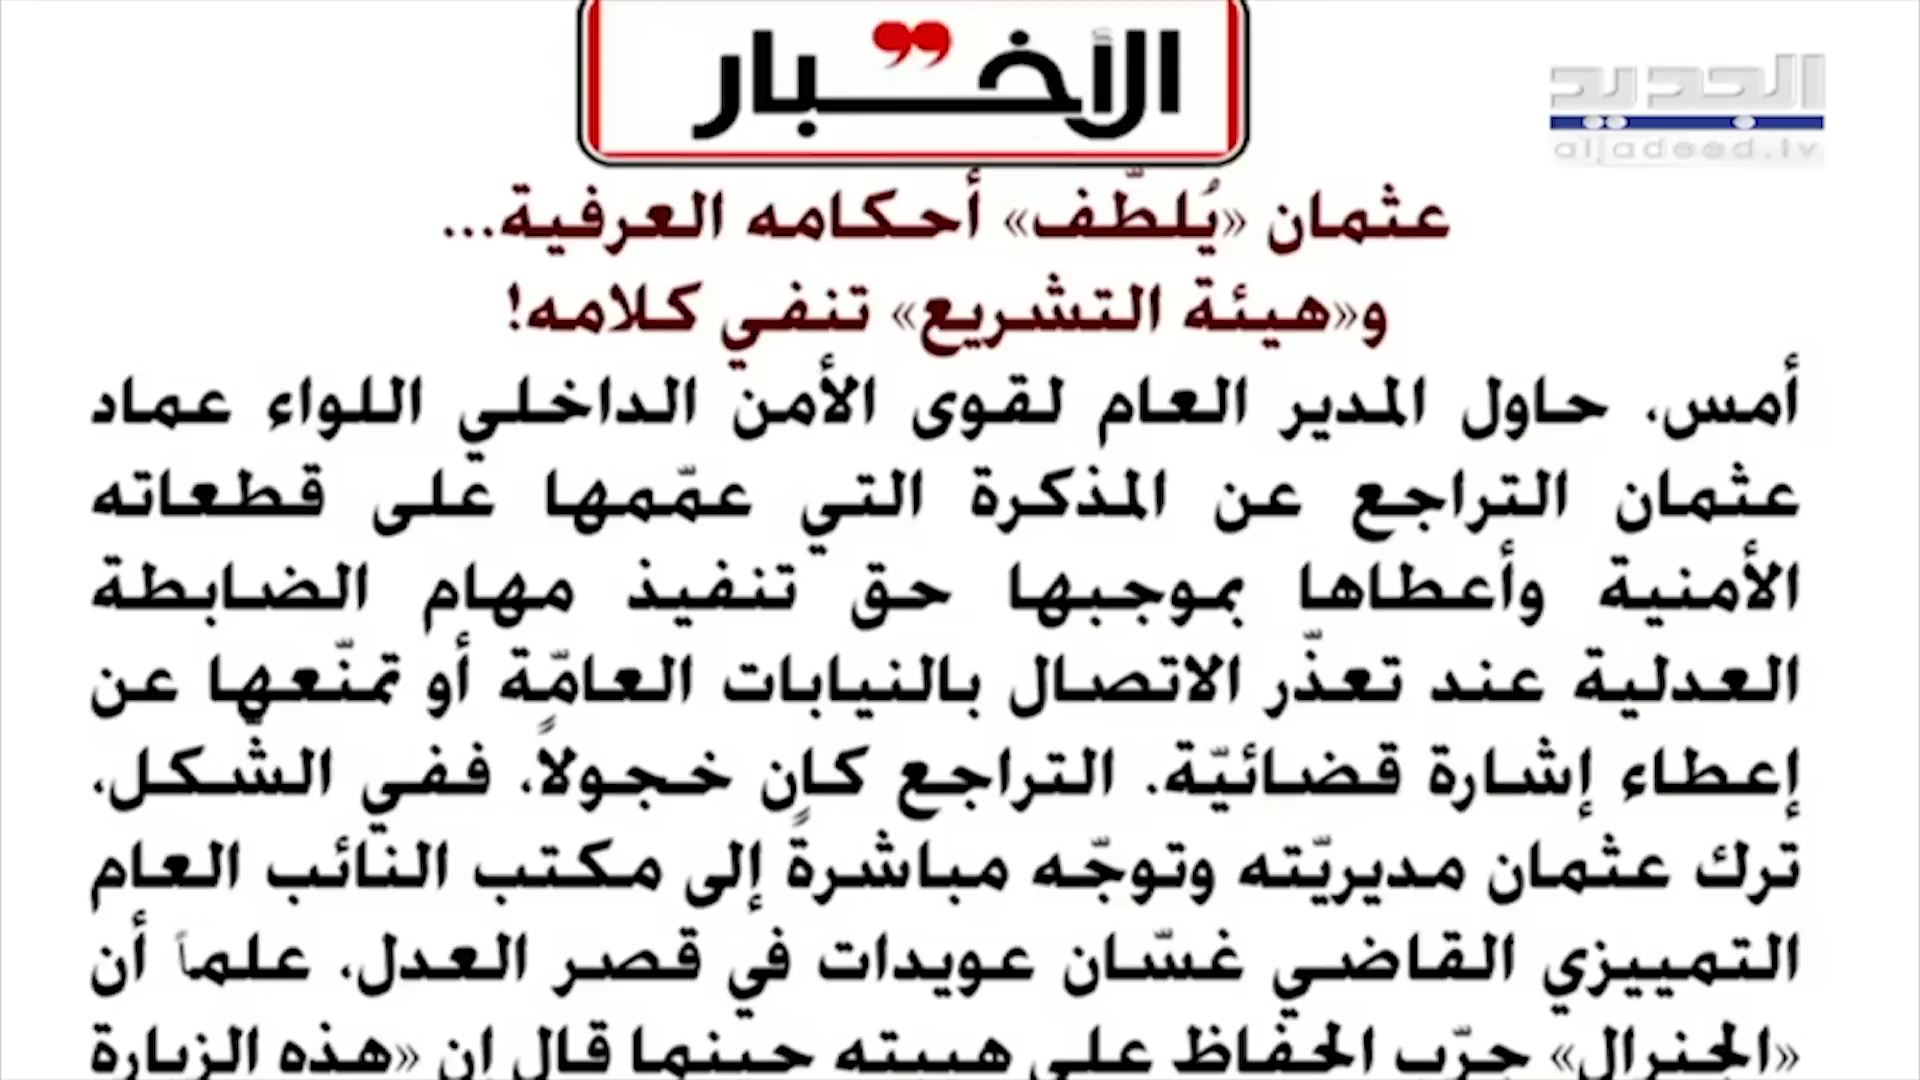 الأخبار
الجديد
aljadeed.tv
عثمان «يُلطّف» أحكامه العرفية...
و«هيئة التشريع» تنفي كلامه!
أمس، حاول المدير العام لقوى الأمن الداخلي اللواء عماد
عثمان التراجع عن المذكرة التي عمّمها على قطعاته
الأمنية وأعطاها بموجبها حق تنفيذ مهام الضابطة
العدلية عند تعذّر الاتصال بالنيابات العامّة أو تمنّعها عن
إعطاء إشارة قضائيّة. التراجع كان خجولاً، ففي الشّكل،
ترك عثمان مديريّته وتوجّه مباشرةً إلى مكتب النائب العام
التمييزي القاضي غسّان عويدات في قصر العدل، علماً أن
«الجنرال» جرّب الحفاظ على هيبته حينما قال إن «هذه الزيارة